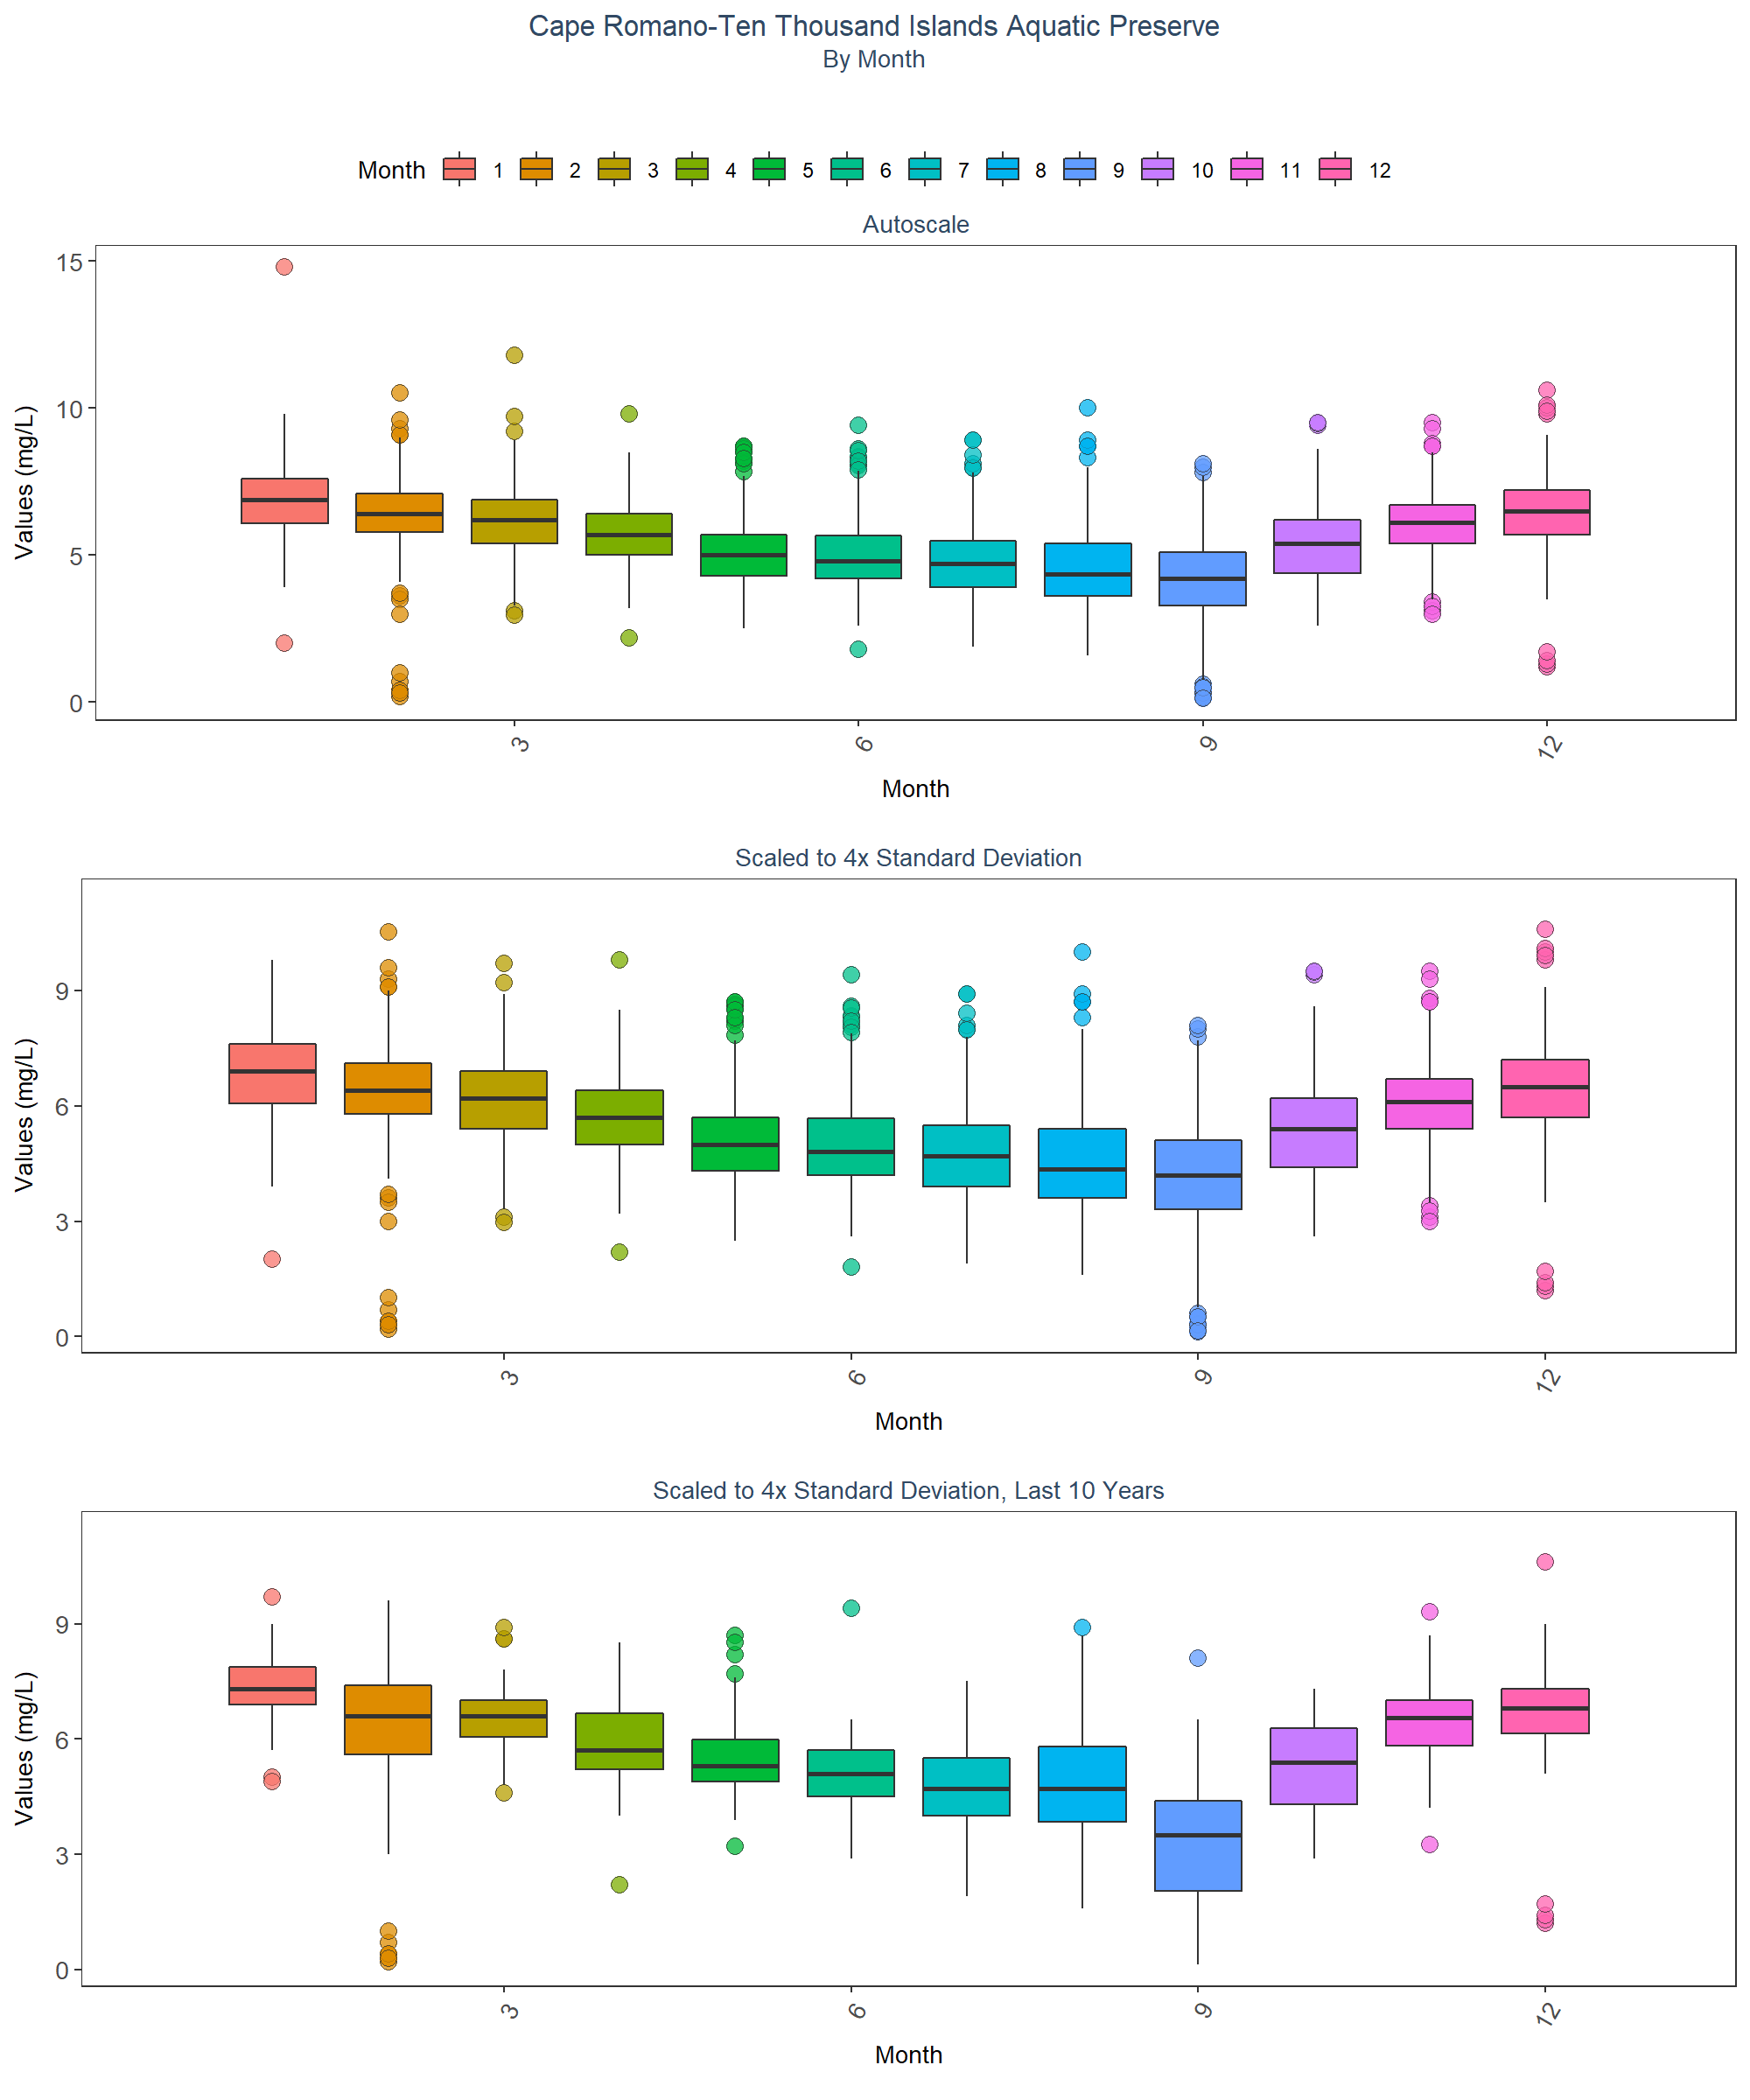 Cape Romano-Ten Thousand Islands Aquatic Preserve
By Month
Month 1 2 3 4 5 6 7 8 9 10 11 12
Autoscale
Values (mg/L)
15
10
5
0
3 6 9 12
Month
Scaled to 4x Standard Deviation
Values (mg/L)
9
6
3
0
3 6 9 12
Month
Scaled to 4x Standard Deviation, Last 10 Years
Values (mg/L)
9
6
3
0
3 6 9 12
Month